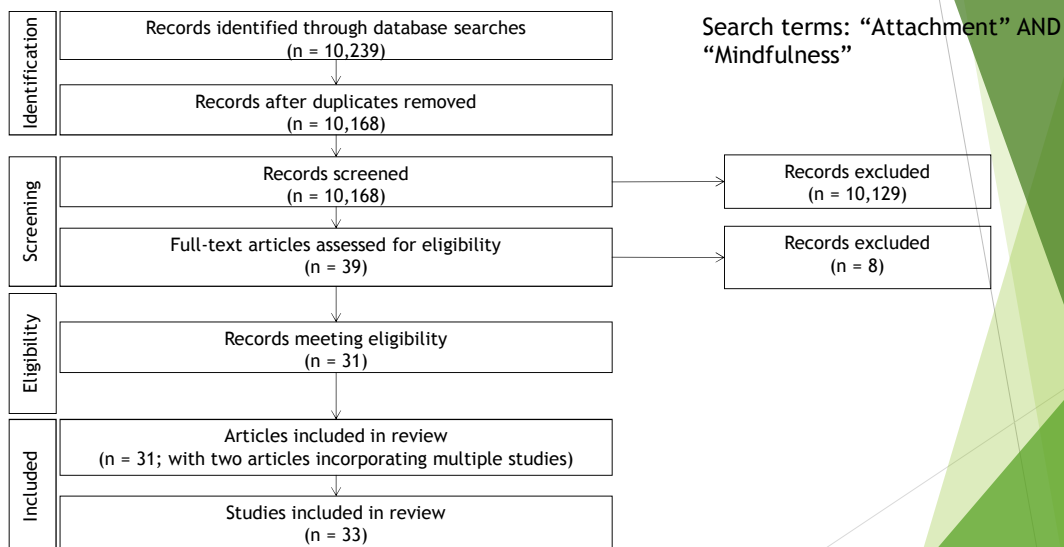 Search terms: “Attachment” AND
“Mindfulness”
Identification
Records identified through database searches
(n = 10,239)
Records after duplicates removed
(n = 10,168)
Screening
Records screened
(n = 10,168)
Records excluded
(n = 10,129)
Full-text articles assessed for eligibility
(n = 39)
Records excluded
(n = 8)
Eligibility
Records meeting eligibility
(n = 31)
Included
Articles included in review
(n = 31; with two articles incorporating multiple studies)
Studies included in review
(n = 33)